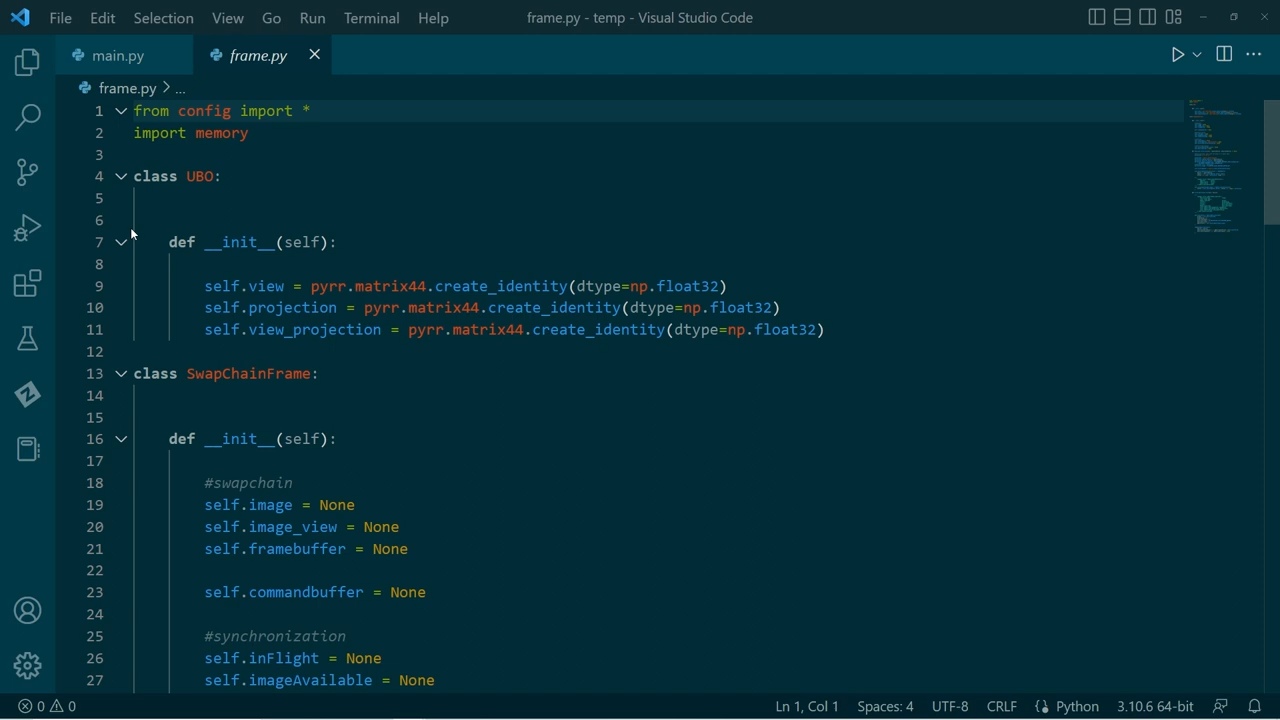 File Edit Selection View Go Run Terminal Help frame.py - temp - Visual Studio Code
main.py frame.py
frame.py > ...
1 from config import *
2 import memory
3
4 class UBO:
5
6
7 def __init__(self):
8
9 self.view = pyrr.matrix44.create_identity(dtype=np.float32)
10 self.projection = pyrr.matrix44.create_identity(dtype=np.float32)
11 self.view_projection = pyrr.matrix44.create_identity(dtype=np.float32)
12
13 class SwapChainFrame:
14
15
16 def __init__(self):
17
18 #swapchain
19 self.image = None
20 self.image_view = None
21 self.framebuffer = None
22
23 self.commandbuffer = None
24
25 #synchronization
26 self.inFlight = None
27 self.imageAvailable = None
0 0 Ln 1, Col 1 Spaces: 4 UTF-8 CRLF Python 3.10.6 64-bit